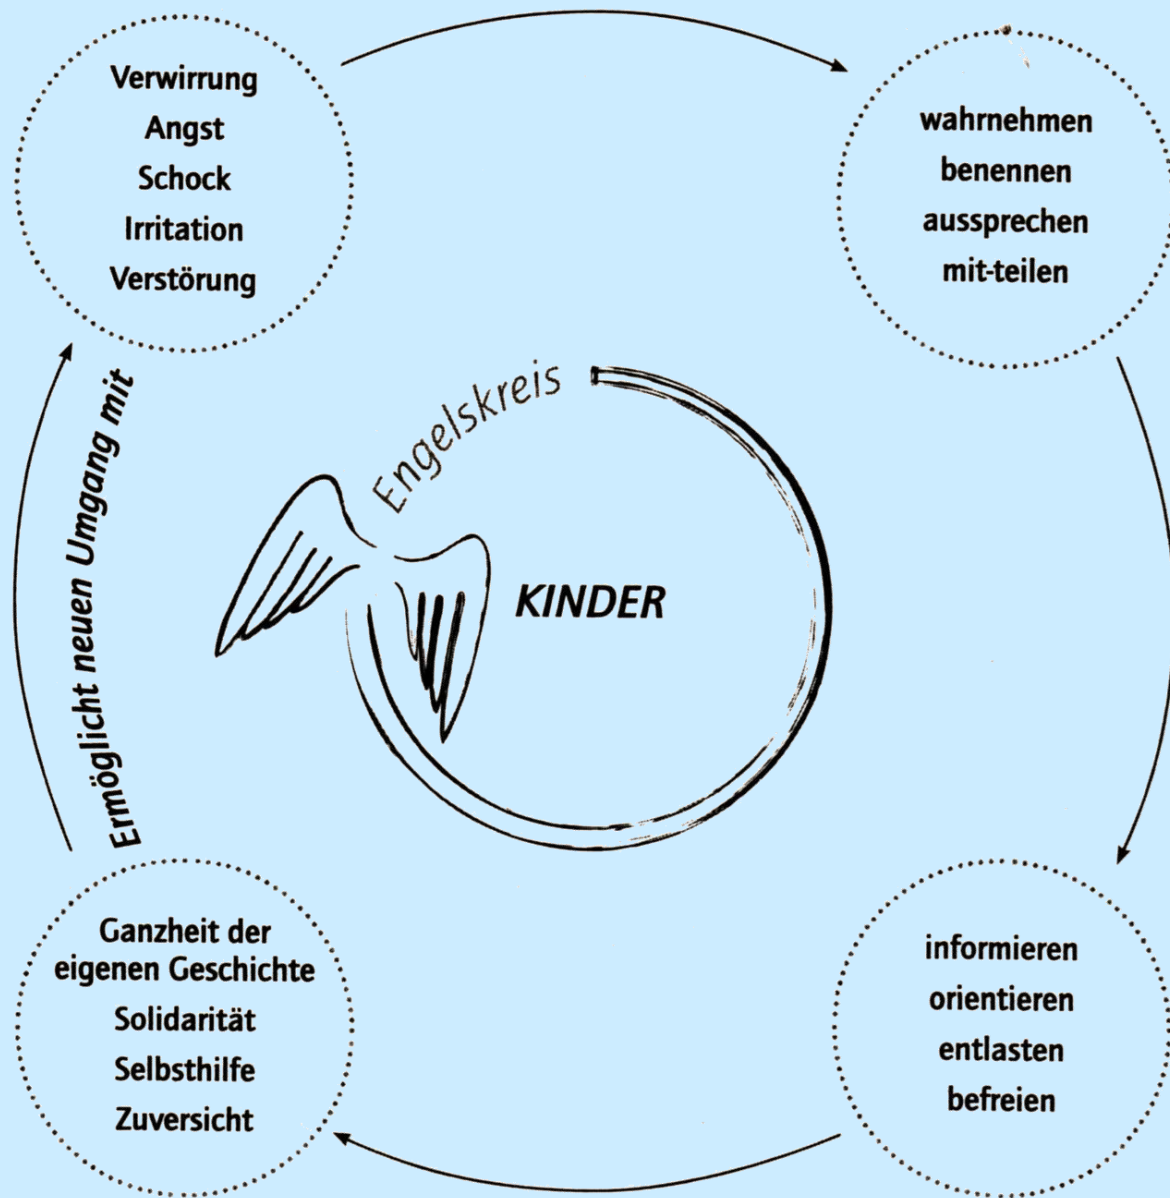 Verwirrung
Angst
Schock
Irritation
Verstörung
wahrnehmen
benennen
aussprechen
mit-teilen
Engelskreis
KINDER
informieren
orientieren
entlasten
befreien
Ganzheit der
eigenen Geschichte
Solidarität
Selbsthilfe
Zuversicht
Ermöglicht neuen Umgang mit